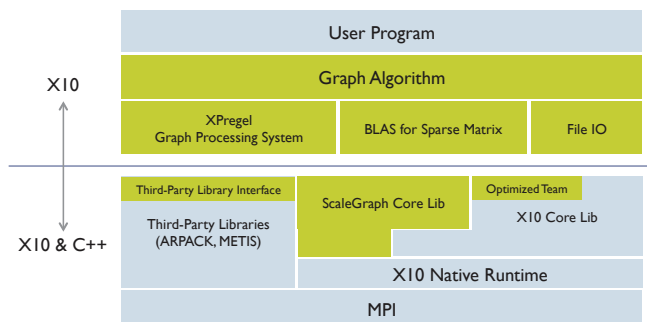 User Program
X10
Graph Algorithm
XPregel
Graph Processing System
BLAS for Sparse Matrix
File IO
Third-Party Library Interface
ScaleGraph Core Lib
Optimized Team
Third-Party Libraries
(ARPACK, METIS)
X10 Core Lib
X10 & C++
X10 Native Runtime
MPI